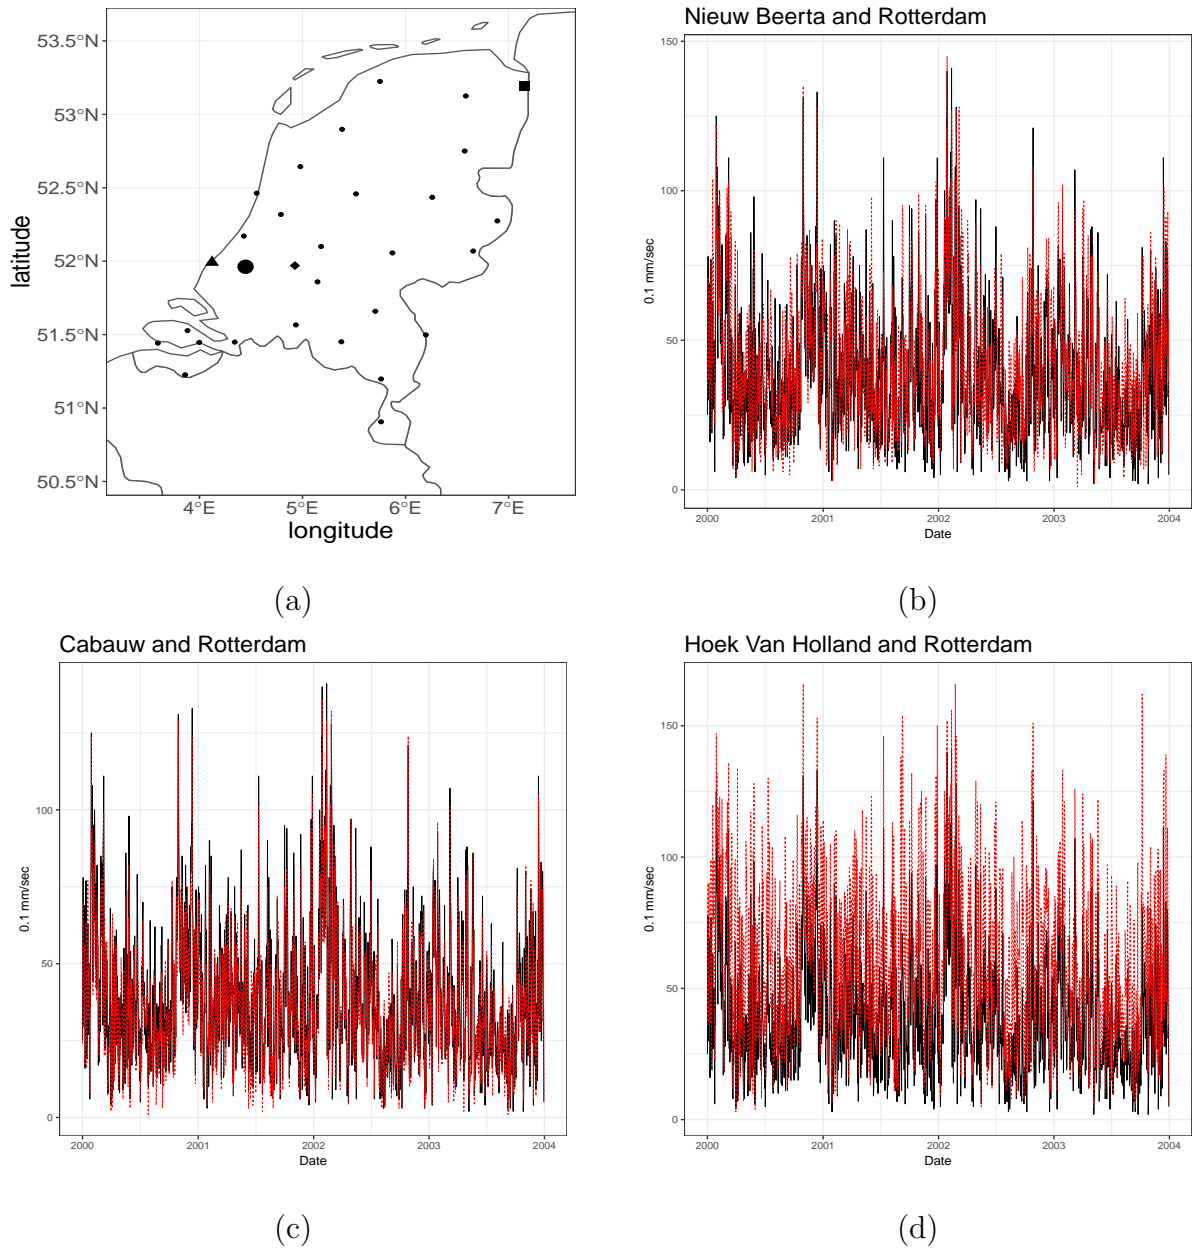 53.5°N
53°N
52.5°N
52°N
51.5°N
51°N
50.5°N
latitude
4°E 5°E 6°E 7°E
longitude
(a)
Nieuw Beerta and Rotterdam
150
100
50
0
0.1 mm/sec
2000 2001 2002 2003 2004
Date
(b)
Cabauw and Rotterdam
100
50
0
0.1 mm/sec
2000 2001 2002 2003 2004
Date
(c)
Hoek Van Holland and Rotterdam
150
100
50
0
0.1 mm/sec
2000 2001 2002 2003 2004
Date
(d)